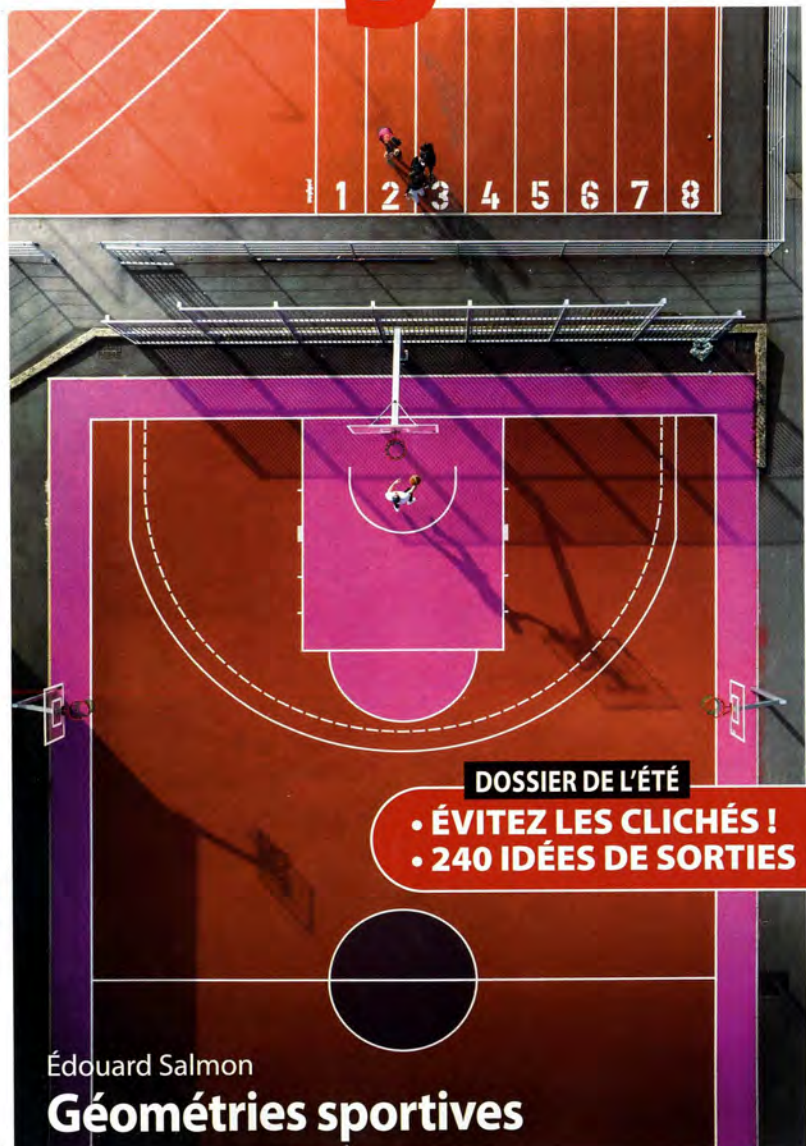 1 2 3 4 5 6 7 8
DOSSIER DE L'ÉTÉ
• ÉVITEZ LES CLICHÉS !
• 240 IDÉES DE SORTIES
Édouard Salmon
Géométries sportives